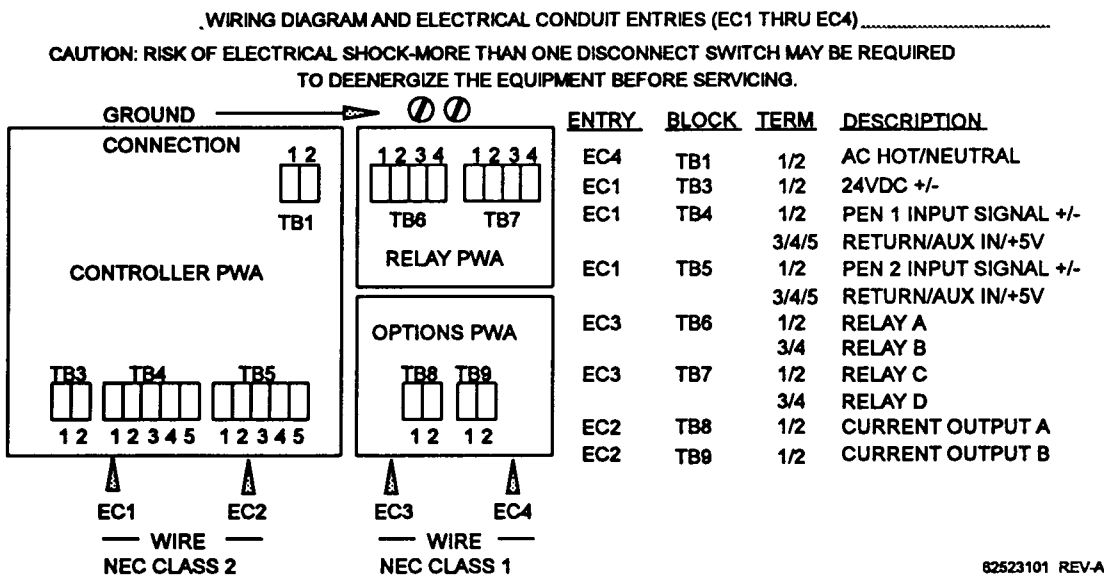 WIRING DIAGRAM AND ELECTRICAL CONDUIT ENTRIES (EC1 THRU EC4)
CAUTION: RISK OF ELECTRICAL SHOCK-MORE THAN ONE DISCONNECT SWITCH MAY BE REQUIRED
TO DEENERGIZE THE EQUIPMENT BEFORE SERVICING.
GROUND
CONNECTION
1 2
TB1
CONTROLLER PWA
TB3 TB4 TB5
1 2 1 2 3 4 5 1 2 3 4 5
1 2 3 4 1 2 3 4
TB6 TB7
RELAY PWA
OPTIONS PWA
TB8 TB9
1 2 1 2
EC1 EC2
WIRE
NEC CLASS 2
EC3 EC4
WIRE
NEC CLASS 1
ENTRY BLOCK TERM DESCRIPTION
EC4 TB1 1/2 AC HOT/NEUTRAL
EC1 TB3 1/2 24VDC +/-
EC1 TB4 1/2 PEN 1 INPUT SIGNAL +/-
3/4/5 RETURN/AUX IN/+5V
EC1 TB5 1/2 PEN 2 INPUT SIGNAL +/-
3/4/5 RETURN/AUX IN/+5V
EC3 TB6 1/2 RELAY A
3/4 RELAY B
EC3 TB7 1/2 RELAY C
3/4 RELAY D
EC2 TB8 1/2 CURRENT OUTPUT A
EC2 TB9 1/2 CURRENT OUTPUT B
62523101 REV-A